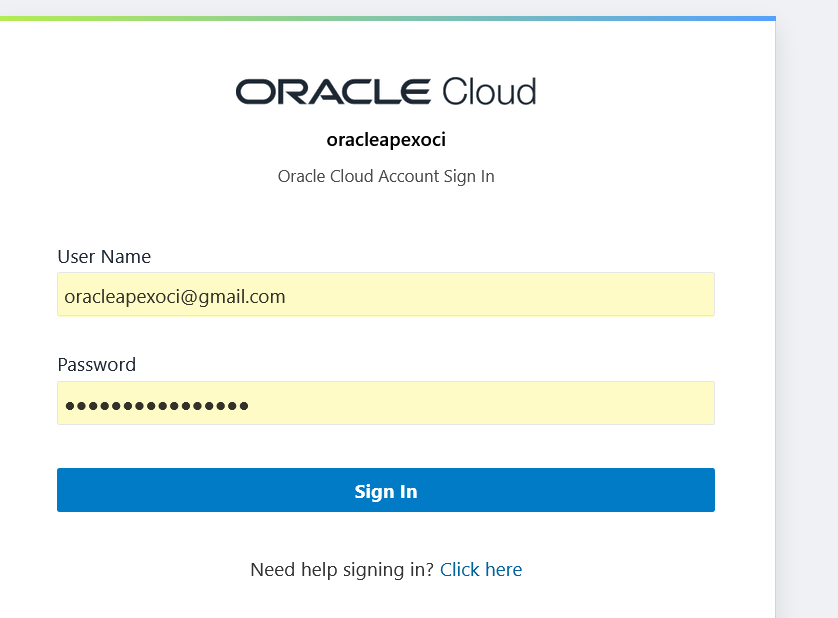 ORACLE Cloud
oracleapexoci
Oracle Cloud Account Sign In
User Name
oracleapexoci@gmail.com
Password
●●●●●●●●●●●●●●●●
Sign In
Need help signing in? Click here